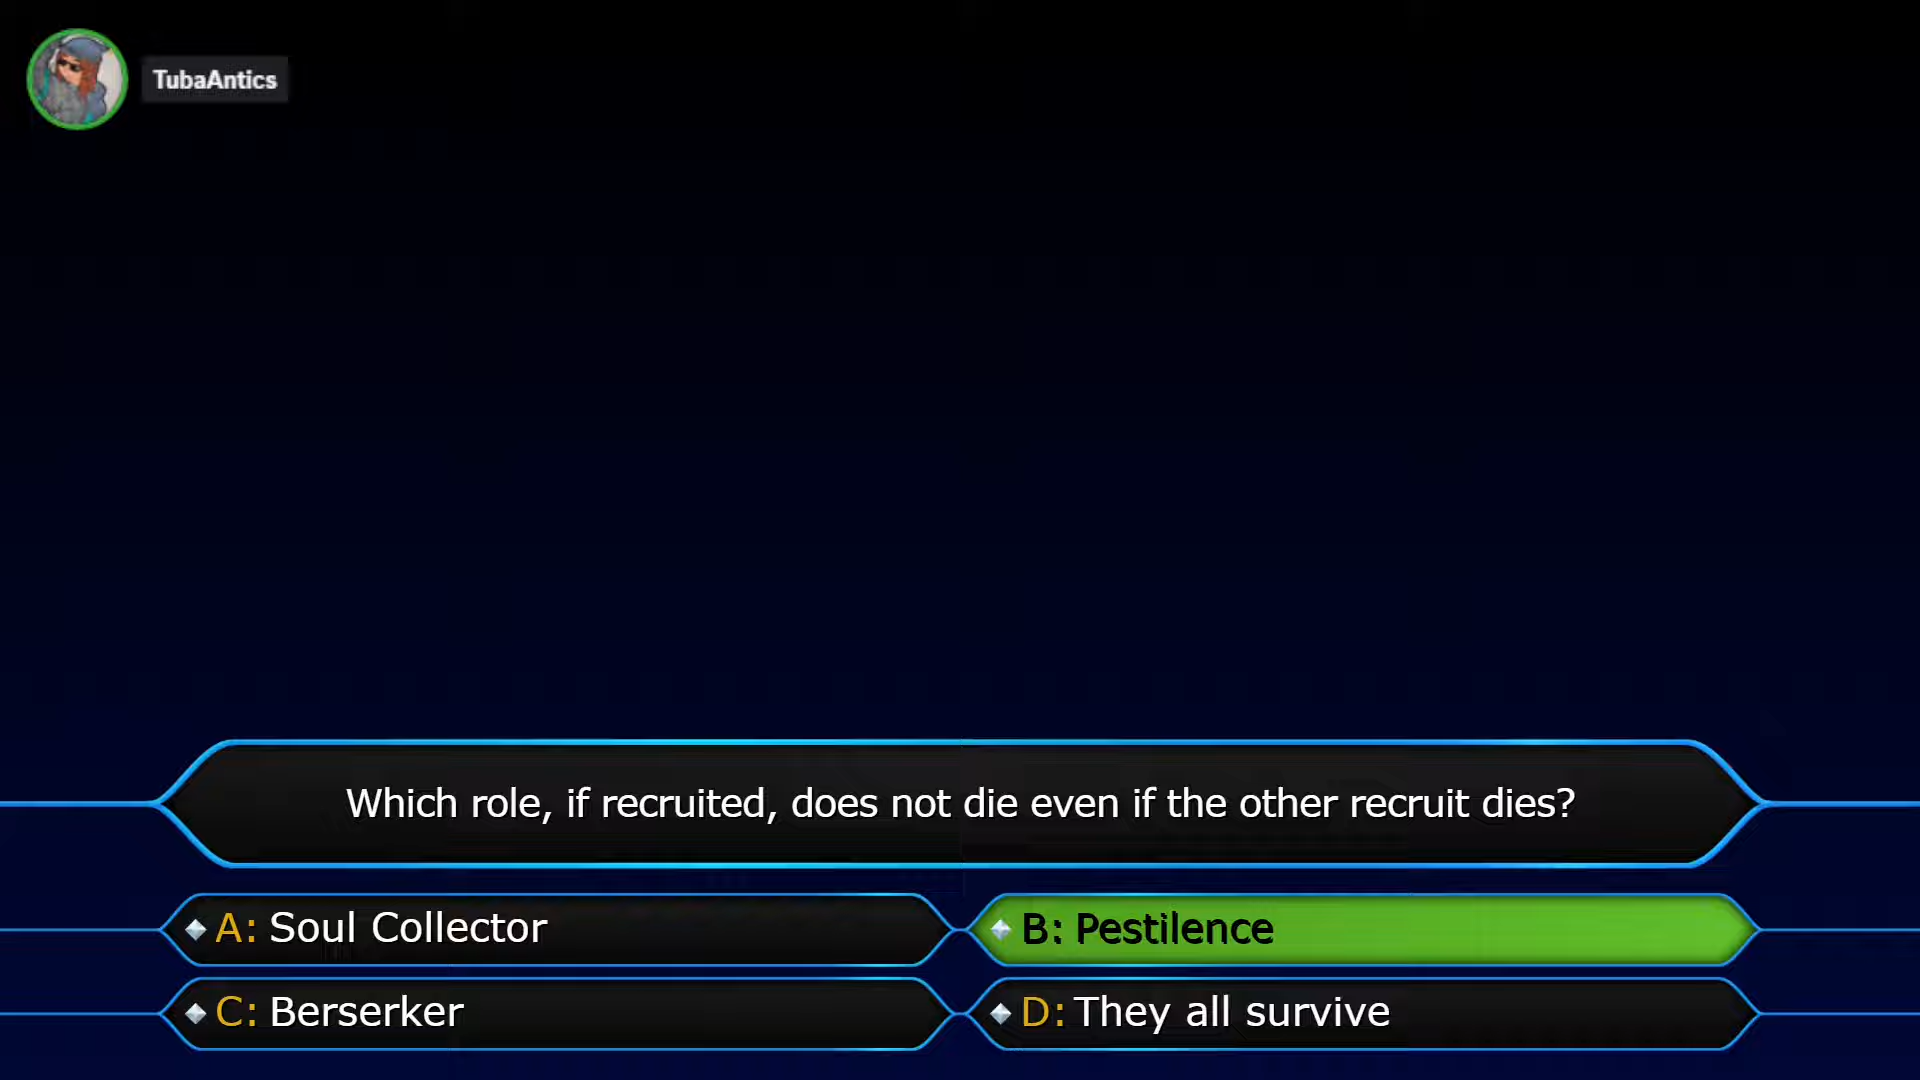 TubaAntics
Which role, if recruited, does not die even if the other recruit dies?
A: Soul Collector
B: Pestilence
C: Berserker
D: They all survive